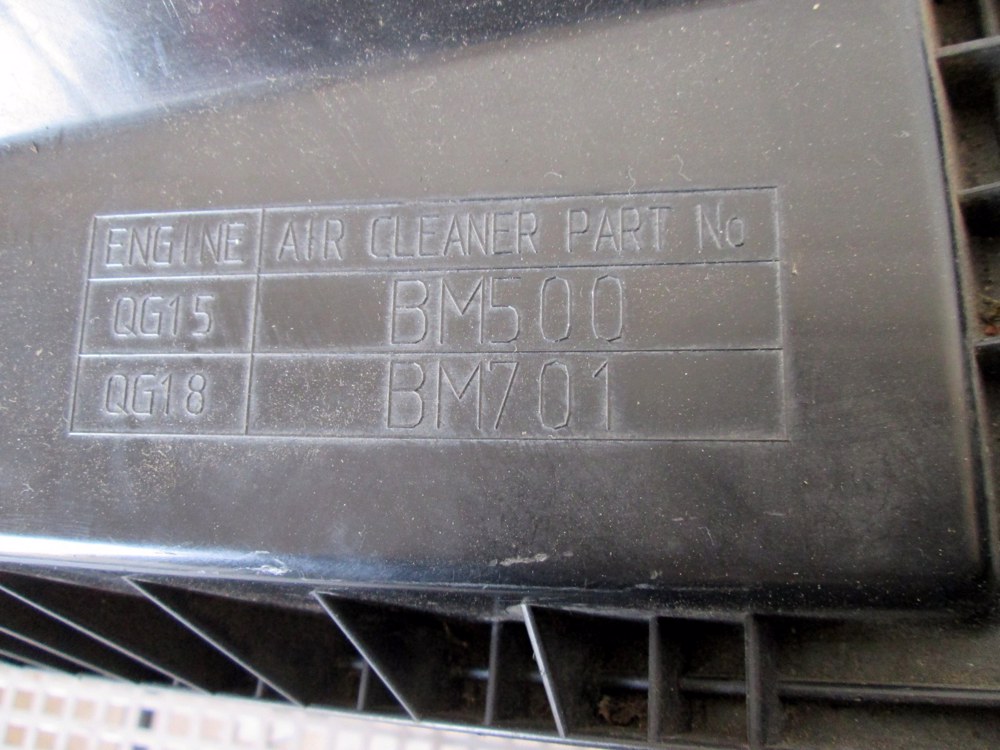 ENGINE AIR CLEANER PART No
QG15 BM500
QG18 BM701